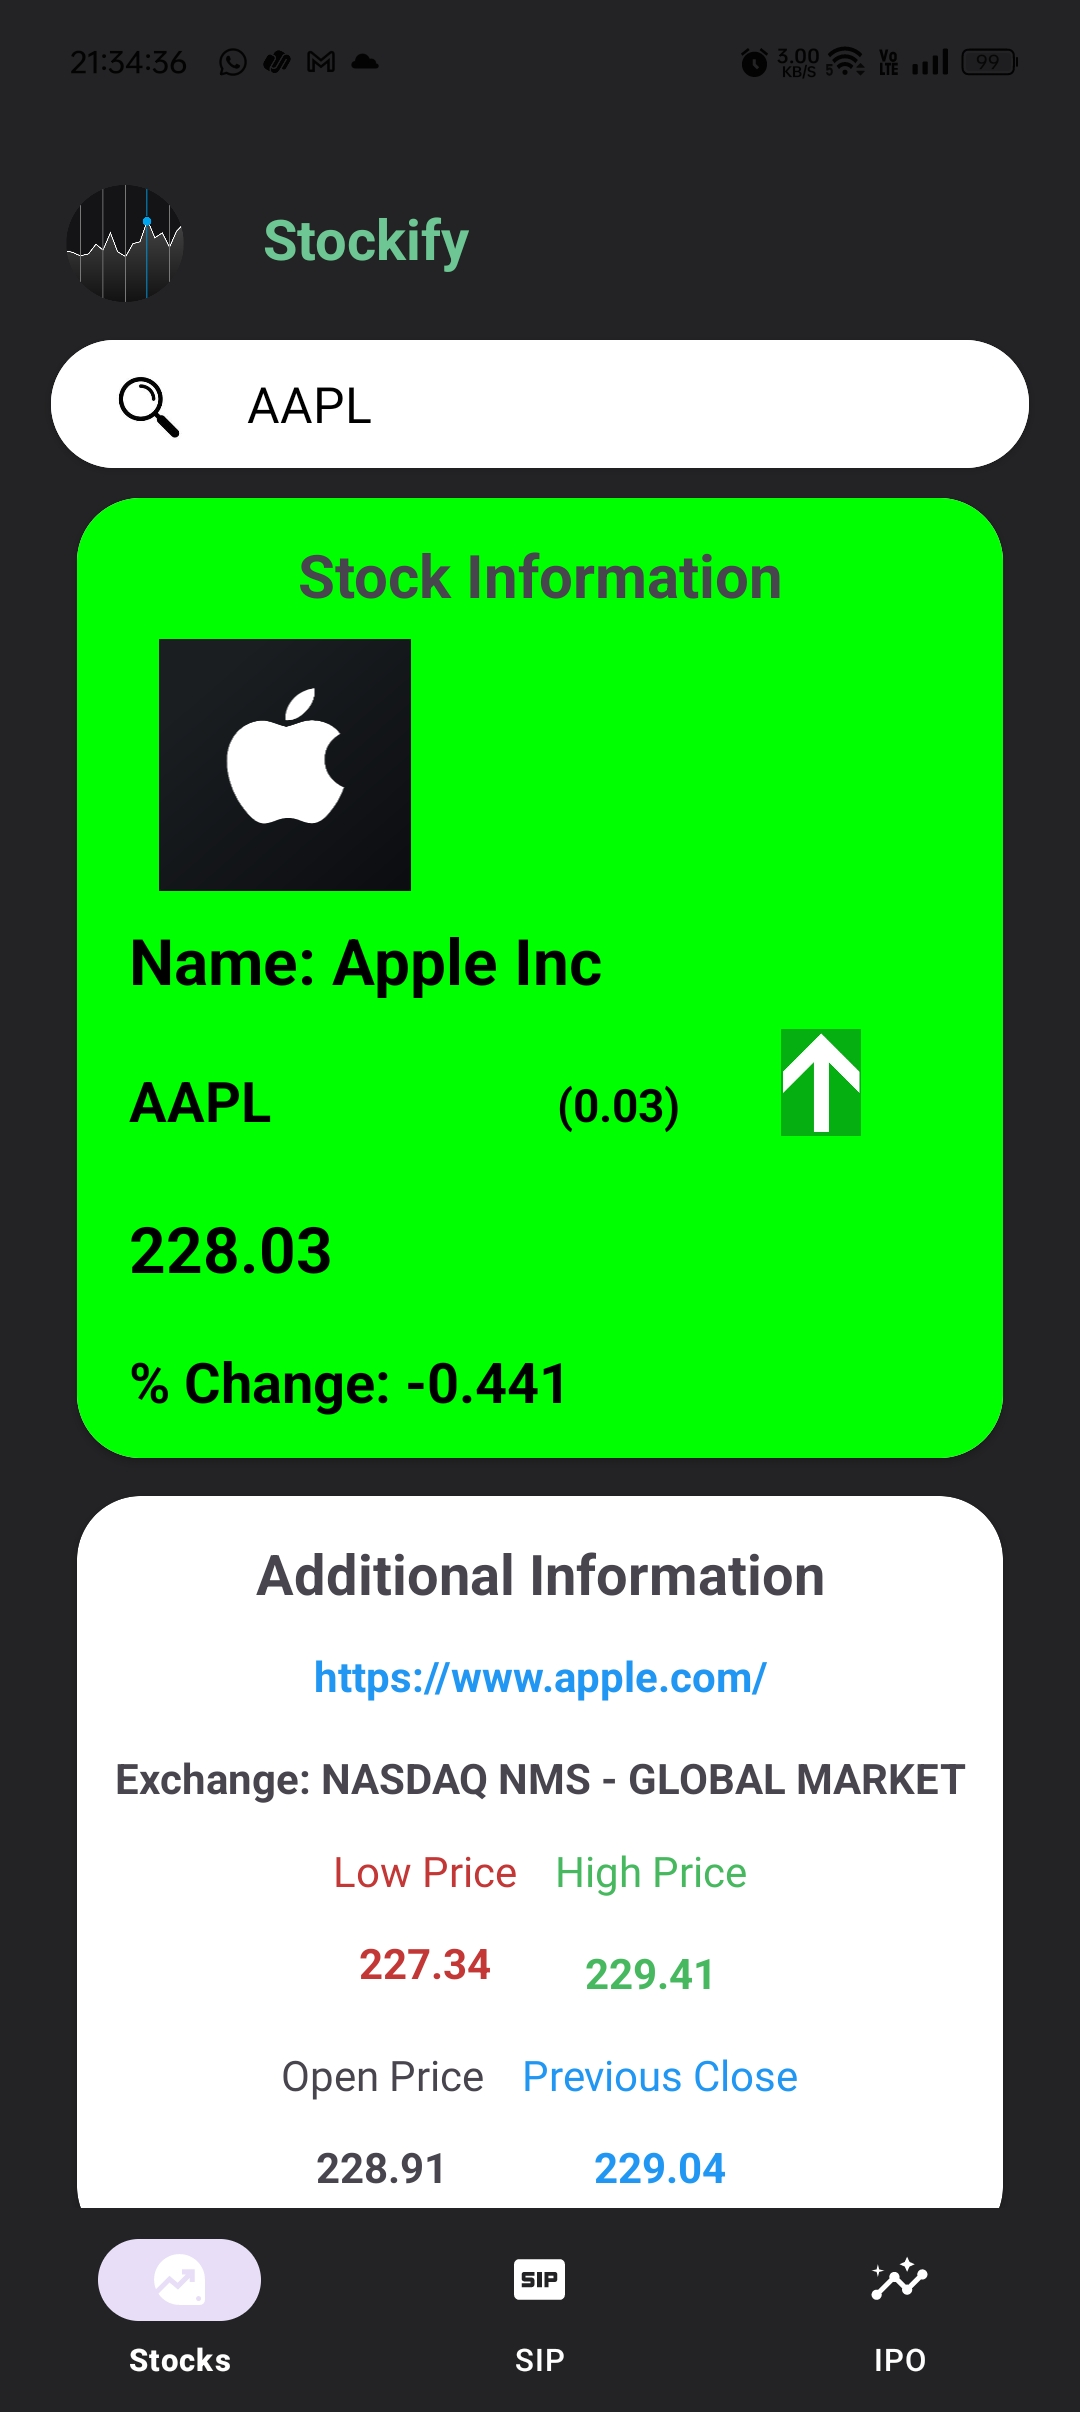 21:34:36 3.00 KB/S 5 Vo LTE 99
Stockify
AAPL
Stock Information
Name: Apple Inc
AAPL (0.03)
228.03
% Change: -0.441
Additional Information
https://www.apple.com/
Exchange: NASDAQ NMS - GLOBAL MARKET
Low Price High Price
227.34 229.41
Open Price Previous Close
228.91 229.04
SIP
Stocks SIP IPO